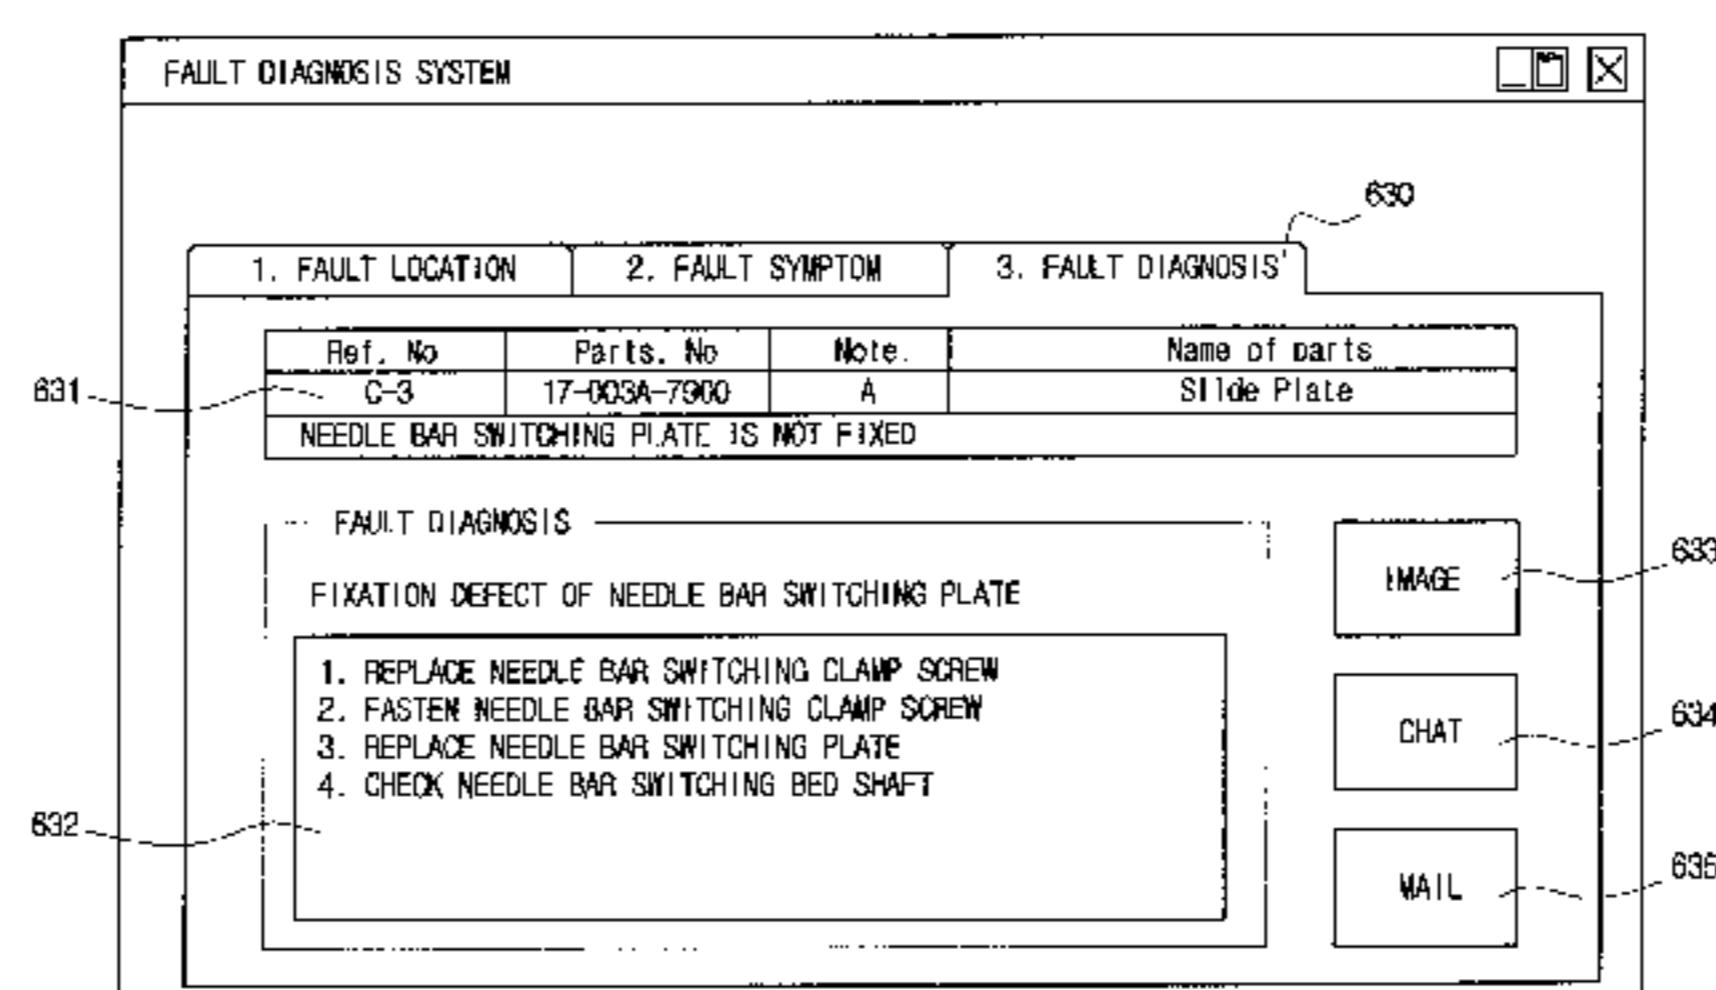 FAULT DIAGNOSIS SYSTEM
630
1. FAULT LOCATION 2. FAULT SYMPTOM 3. FAULT DIAGNOSIS
Ref. No Parts. No Note. Name of parts
631 C-3 17-003A-7900 A Slide Plate
NEEDLE BAR SWITCHING PLATE IS NOT FIXED
FAULT DIAGNOSIS
633
IMAGE
FIXATION DEFECT OF NEEDLE BAR SWITCHING PLATE
1. REPLACE NEEDLE BAR SWITCHING CLAMP SCREW
2. FASTEN NEEDLE BAR SWITCHING CLAMP SCREW
634
CHAT
3. REPLACE NEEDLE BAR SWITCHING PLATE
4. CHECK NEEDLE BAR SWITCHING BED SHAFT
632
635
MAIL